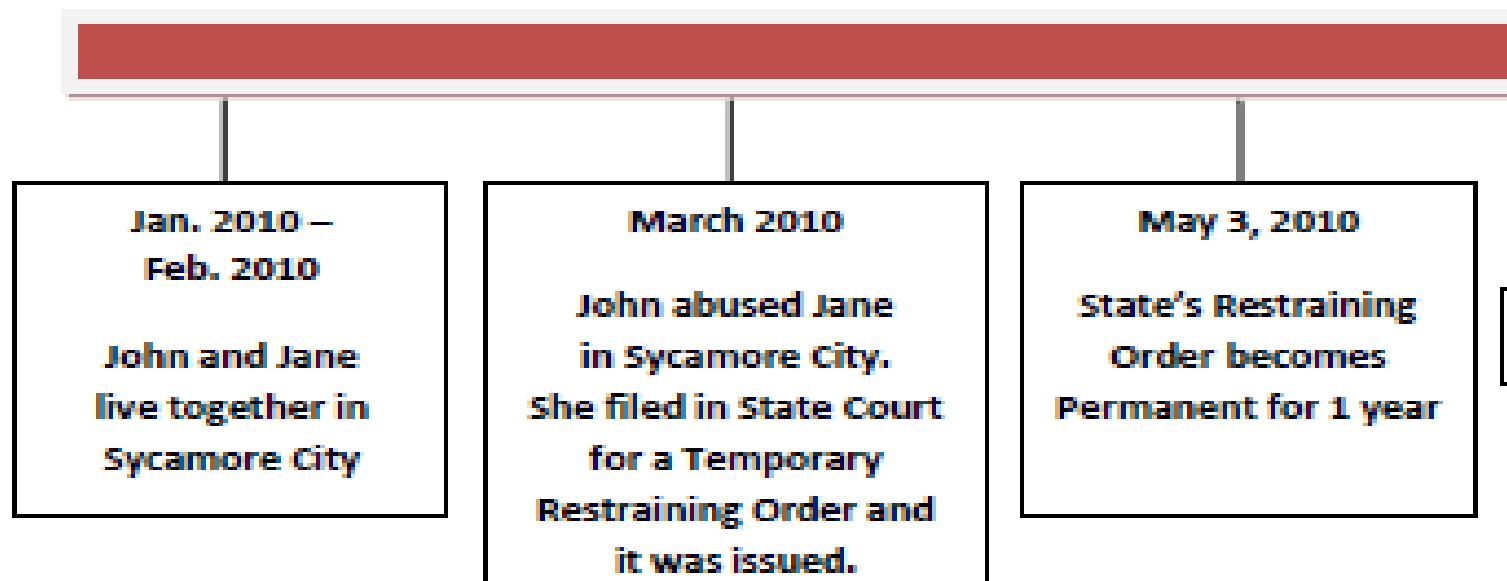 Jan. 2010 –
Feb. 2010
John and Jane
live together in
Sycamore City
March 2010
John abused Jane
in Sycamore City.
She filed in State Court
for a Temporary
Restraining Order and
it was issued.
May 3, 2010
State's Restraining
Order becomes
Permanent for 1 year